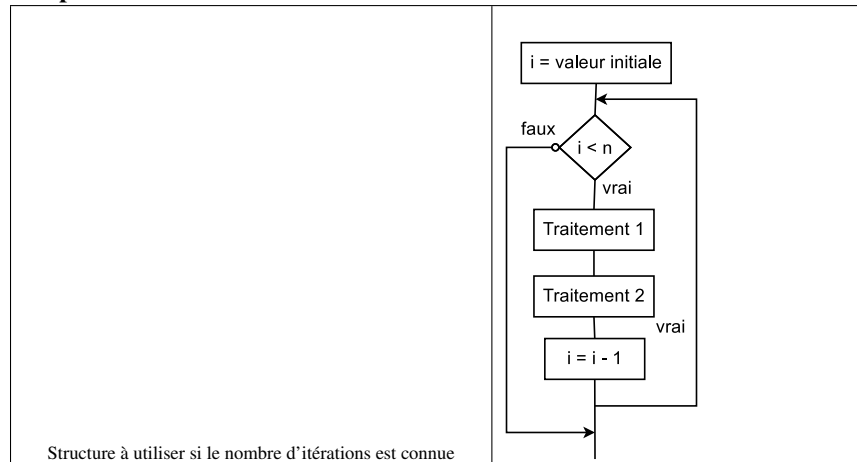 i = valeur initiale
faux
i < n
vrai
Traitement 1
Traitement 2
vrai
i = i - 1
Structure à utiliser si le nombre d'itérations est connue